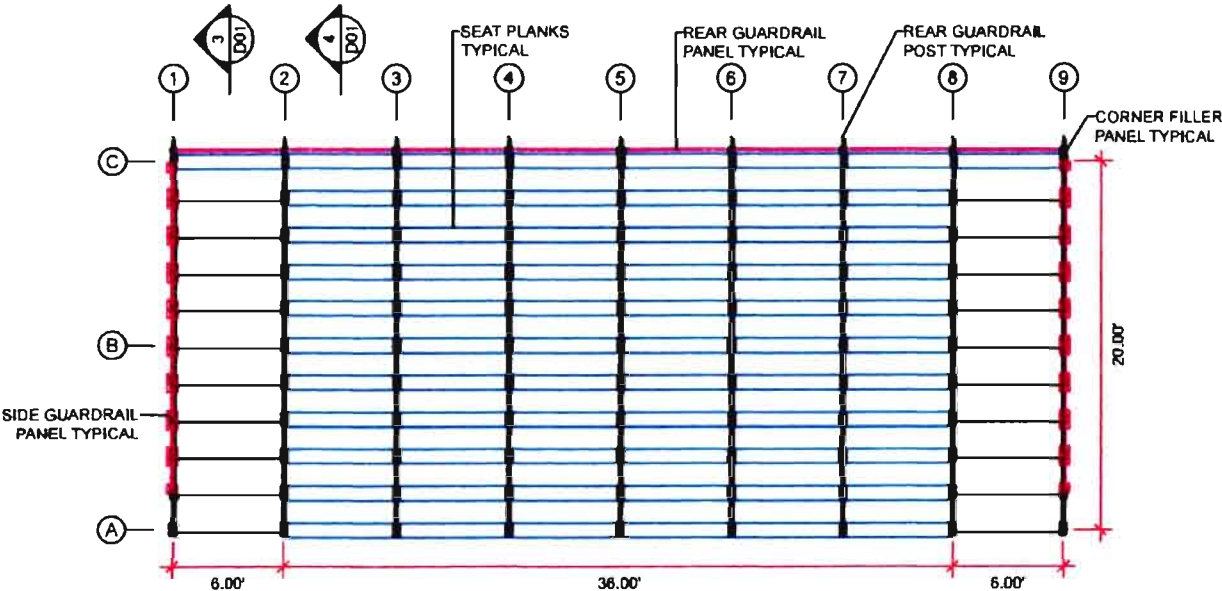 3
D01
4
D01
SEAT PLANKS
TYPICAL
REAR GUARDRAIL
PANEL TYPICAL
REAR GUARDRAIL
POST TYPICAL
1
2
3
4
5
6
7
8
9
CORNER FILLER
PANEL TYPICAL
C
B
20.00'
SIDE GUARDRAIL
PANEL TYPICAL
A
6.00'
36.00'
6.00'